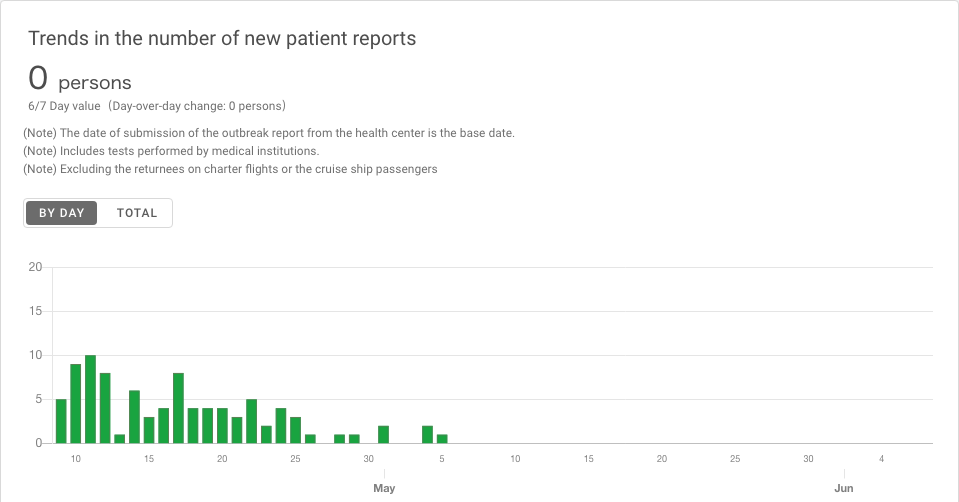 Trends in the number of new patient reports
0 persons
6/7 Day value (Day-over-day change: 0 persons)
(Note) The date of submission of the outbreak report from the health center is the base date.
(Note) Includes tests performed by medical institutions.
(Note) Excluding the returnees on charter flights or the cruise ship passengers
BY DAY TOTAL
20
15
10
5
0
10 15 20 25 30 5 10 15 20 25 30 4
May Jun